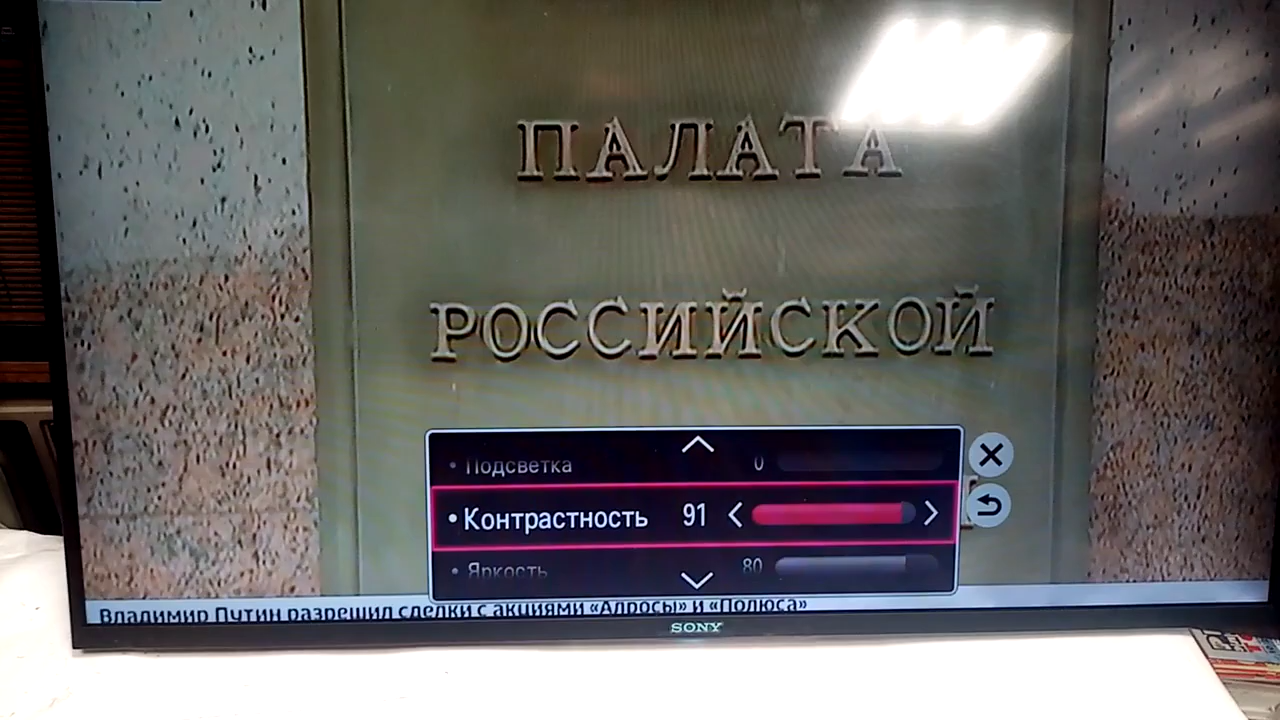 ПАЛАТА
РОССИЙСКОЙ
• Подсветка 0
• Контрастность 91
• Яркость 80
Владимир Путин разрешил сделки с акциями «Алросы» и «Полюса»
SONY